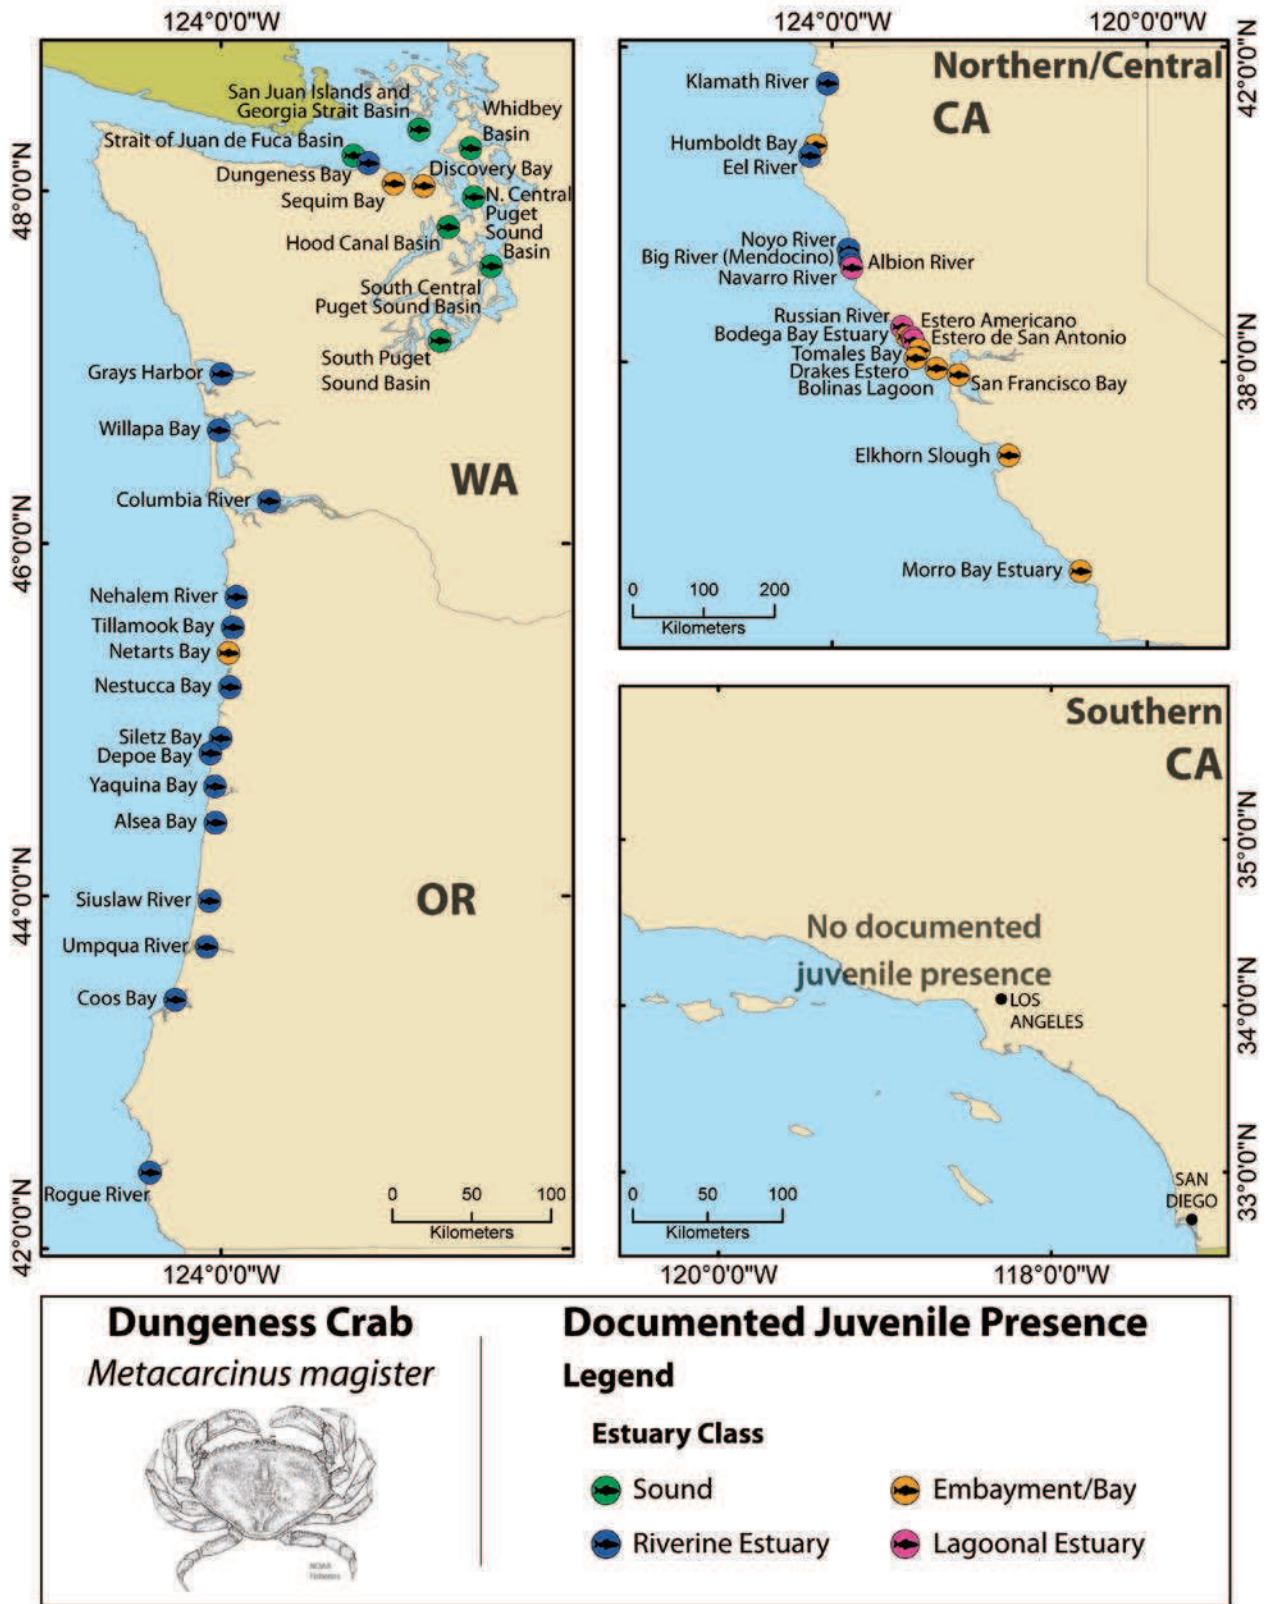 124°0'0"W
San Juan Islands and
Georgia Strait Basin
Whidbey
Basin
Strait of Juan de Fuca Basin
Dungeness Bay
Discovery Bay
Sequim Bay
N. Central
Puget
Sound
Basin
Hood Canal Basin
South Central
Puget Sound Basin
South Puget
Sound Basin
Grays Harbor
Willapa Bay
WA
Columbia River
Nehalem River
Tillamook Bay
Netarts Bay
Nestucca Bay
Siletz Bay
Depoe Bay
Yaquina Bay
Alsea Bay
OR
Siuslaw River
Umpqua River
Coos Bay
Rogue River
0 50 100
Kilometers
48°0'0"N
46°0'0"N
44°0'0"N
42°0'0"N
124°0'0"W
124°0'0"W 120°0'0"W
Northern/Central
CA
Klamath River
Humboldt Bay
Eel River
Noyo River
Big River (Mendocino)
Albion River
Navarro River
Russian River
Estero Americano
Bodega Bay Estuary
Estero de San Antonio
Tomales Bay
Drakes Estero
Bolinas Lagoon
San Francisco Bay
Elkhorn Slough
Morro Bay Estuary
0 100 200
Kilometers
42°0'0"N
38°0'0"N
Southern
CA
No documented
juvenile presence
LOS
ANGELES
SAN
DIEGO
0 50 100
Kilometers
35°0'0"N
34°0'0"N
33°0'0"N
120°0'0"W 118°0'0"W
Dungeness Crab
Metacarcinus magister
NOAA
Fisheries
Documented Juvenile Presence
Legend
Estuary Class
Sound
Embayment/Bay
Riverine Estuary
Lagoonal Estuary